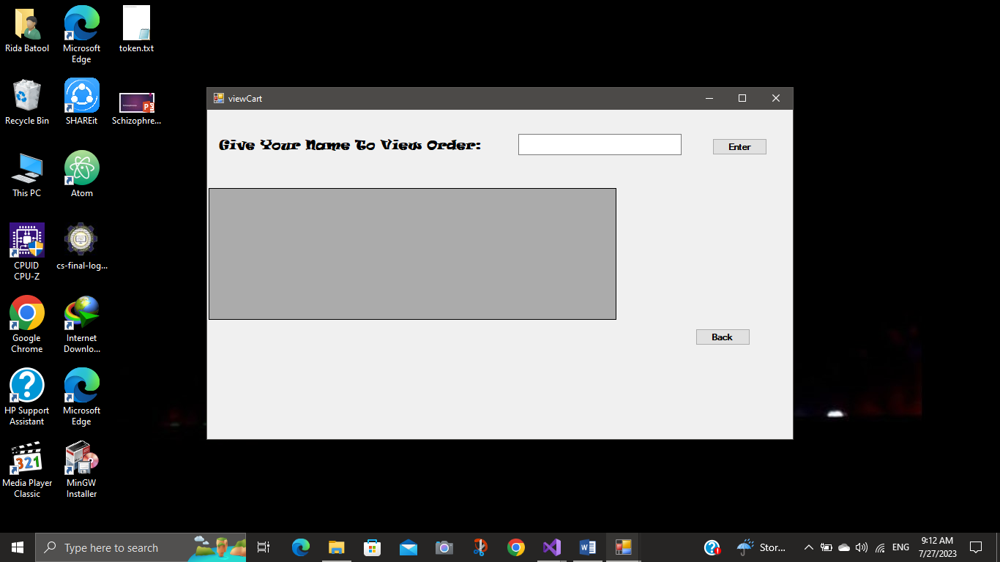 Rida Batool
Microsoft
Edge
token.txt
Recycle Bin
SHAREit
Schizophre...
This PC
Atom
CPUID
CPU-Z
cs-final-log...
Google
Chrome
Internet
Downlo...
HP Support
Assistant
Microsoft
Edge
Media Player
Classic
MinGW
Installer
viewCart
Give Your Name To View Order:
Enter
Back
Type here to search
Stor...
ENG
9:12 AM
7/27/2023